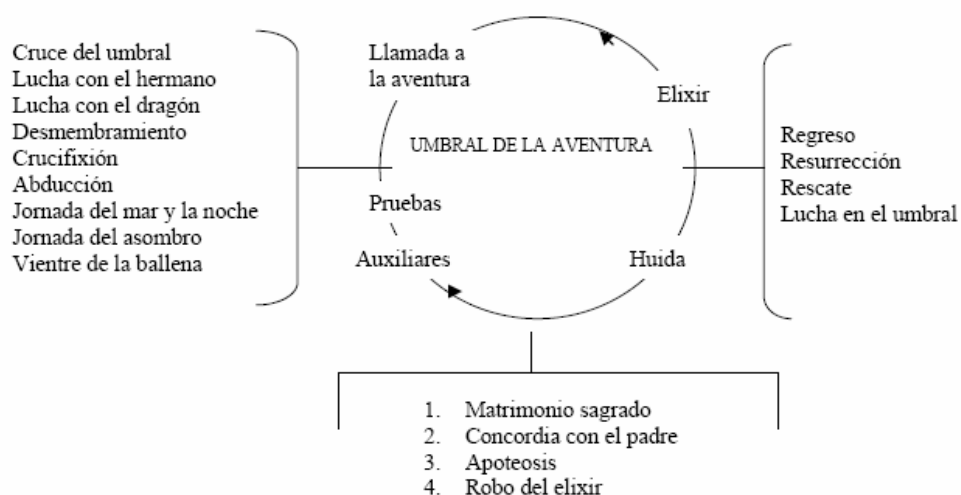 Cruce del umbral
Lucha con el hermano
Lucha con el dragón
Desmembramiento
Crucifixión
Abducción
Jornada del mar y la noche
Jornada del asombro
Vientre de la ballena
Llamada a
la aventura
Elixir
UMBRAL DE LA AVENTURA
Pruebas
Auxiliares
Huida
Regreso
Resurrección
Rescate
Lucha en el umbral
1. Matrimonio sagrado
2. Concordia con el padre
3. Apoteosis
4. Robo del elixir